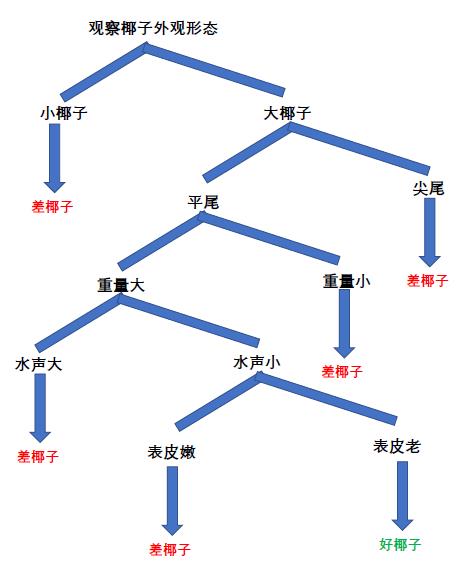 观察椰子外观形态
小椰子
大椰子
差椰子
平尾
尖尾
差椰子
重量大
重量小
差椰子
水声大
水声小
差椰子
表皮嫩
表皮老
差椰子
好椰子